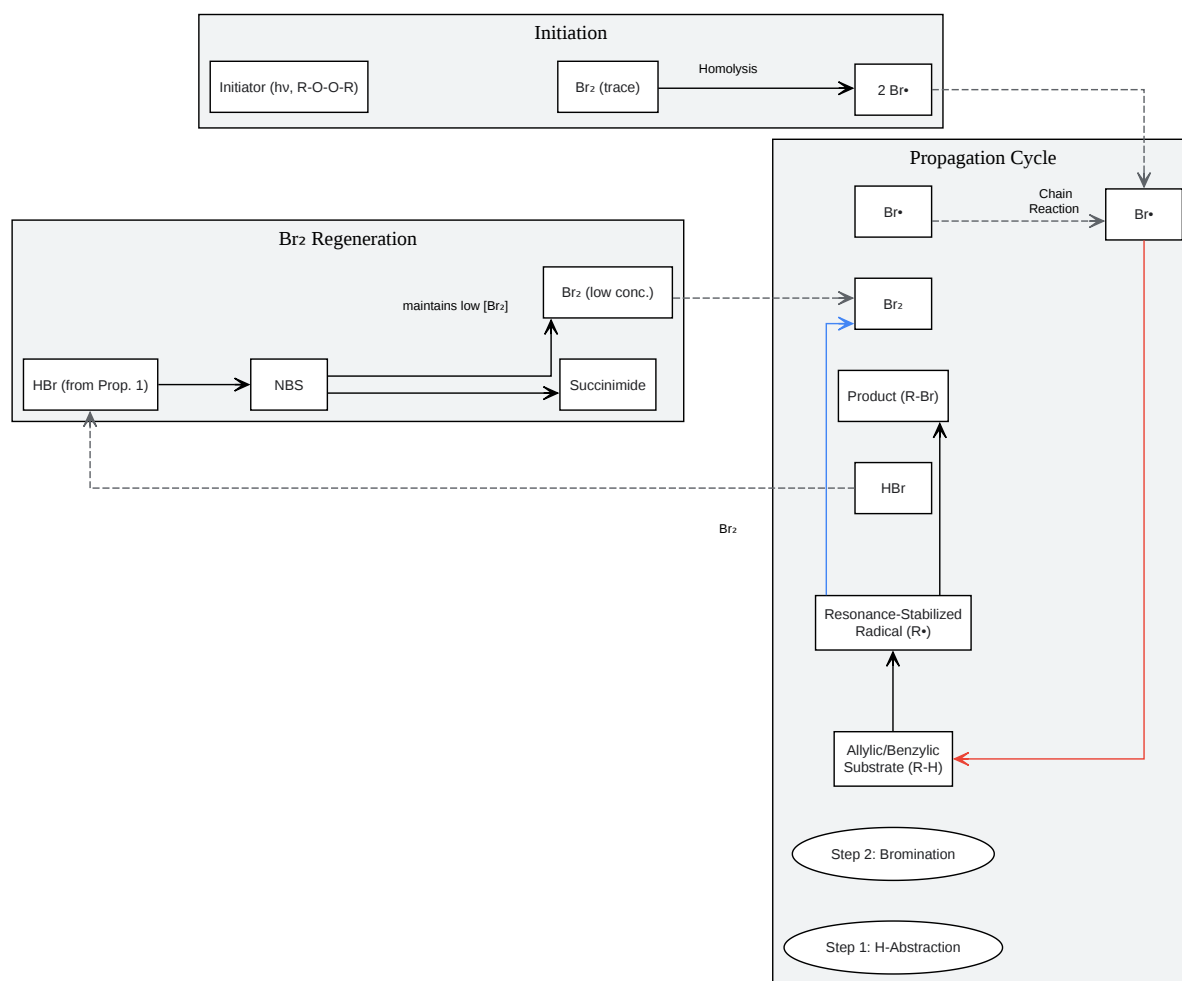 Initiation
Initiator (hν, R-O-O-R)
Br₂ (trace)
Homolysis
2 Br•
Propagation Cycle
Br•
Chain
Reaction
Br•
Br₂ Regeneration
Br₂ (low conc.)
maintains low [Br₂]
HBr (from Prop. 1)
NBS
Succinimide
Br₂
Product (R-Br)
HBr
Br₂
Resonance-Stabilized
Radical (R•)
Allylic/Benzylic
Substrate (R-H)
Step 2: Bromination
Step 1: H-Abstraction